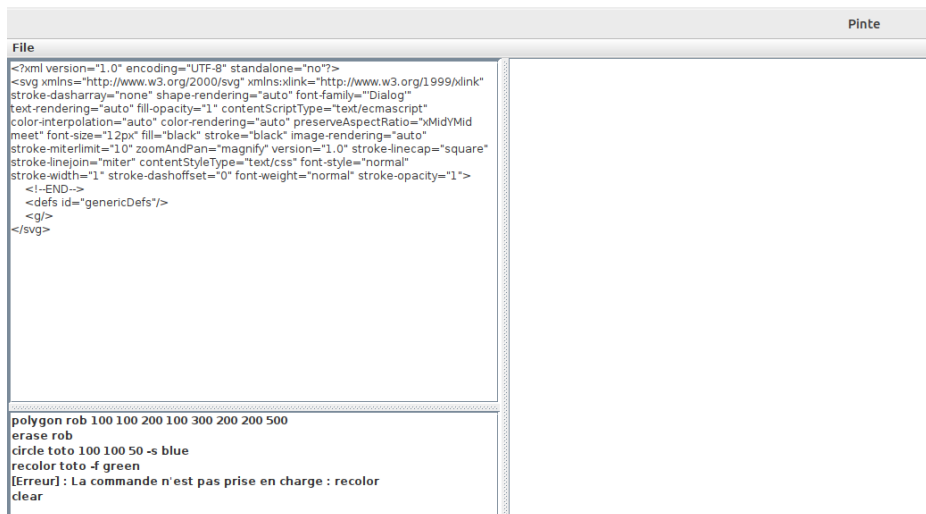 Pinte
File
<?xml version="1.0" encoding="UTF-8" standalone="no"?>
<svg xmlns="http://www.w3.org/2000/svg" xmlns:xlink="http://www.w3.org/1999/xlink"
stroke-dasharray="none" shape-rendering="auto" font-family="'Dialog'"
text-rendering="auto" fill-opacity="1" contentScriptType="text/ecmascript"
color-interpolation="auto" color-rendering="auto" preserveAspectRatio="xMidYMid
meet" font-size="12px" fill="black" stroke="black" image-rendering="auto"
stroke-miterlimit="10" zoomAndPan="magnify" version="1.0" stroke-linecap="square"
stroke-linejoin="miter" contentStyleType="text/css" font-style="normal"
stroke-width="1" stroke-dashoffset="0" font-weight="normal" stroke-opacity="1">
<!--END-->
<defs id="genericDefs"/>
<g/>
</svg>
polygon rob 100 100 200 100 300 200 200 500
erase rob
circle toto 100 100 50 -s blue
recolor toto -f green
[Erreur] : La commande n'est pas prise en charge : recolor
clear